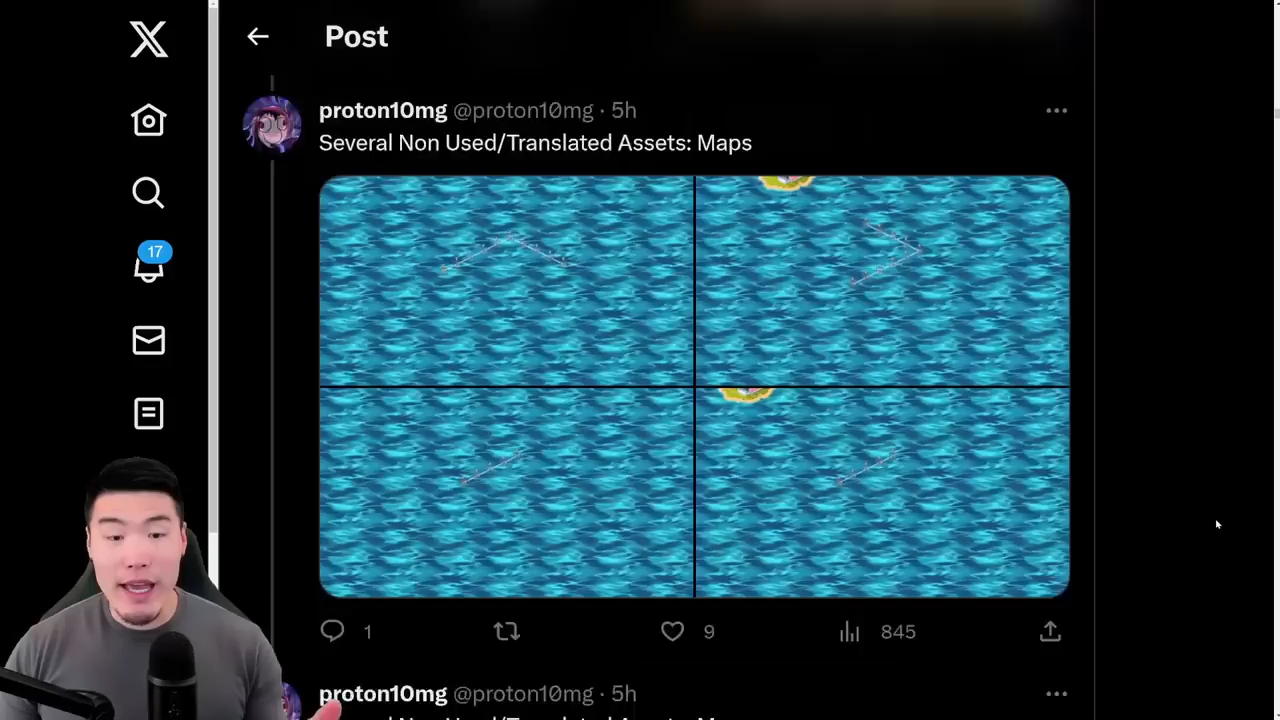 Post
proton10mg @proton10mg · 5h
Several Non Used/Translated Assets: Maps
17
1
9
845
proton10mg @proton10mg · 5h